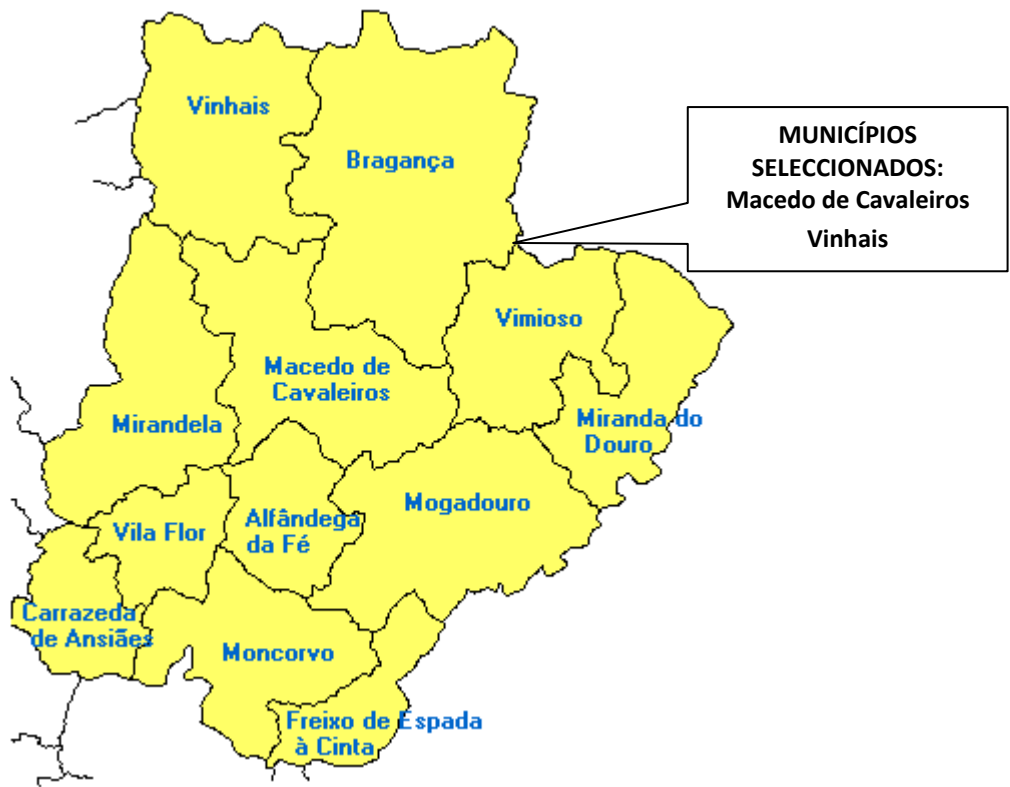 Vinhais
Bragança
MUNICÍPIOS
SELECCIONADOS:
Macedo de Cavaleiros
Vinhais
Vimioso
Macedo de
Cavaleiros
Mirandela
Miranda do
Douro
Mogadouro
Vila Flor
Alfândega
da Fé
Carrazeda
de Ansiães
Moncorvo
Freixo de Espada
à Cinta